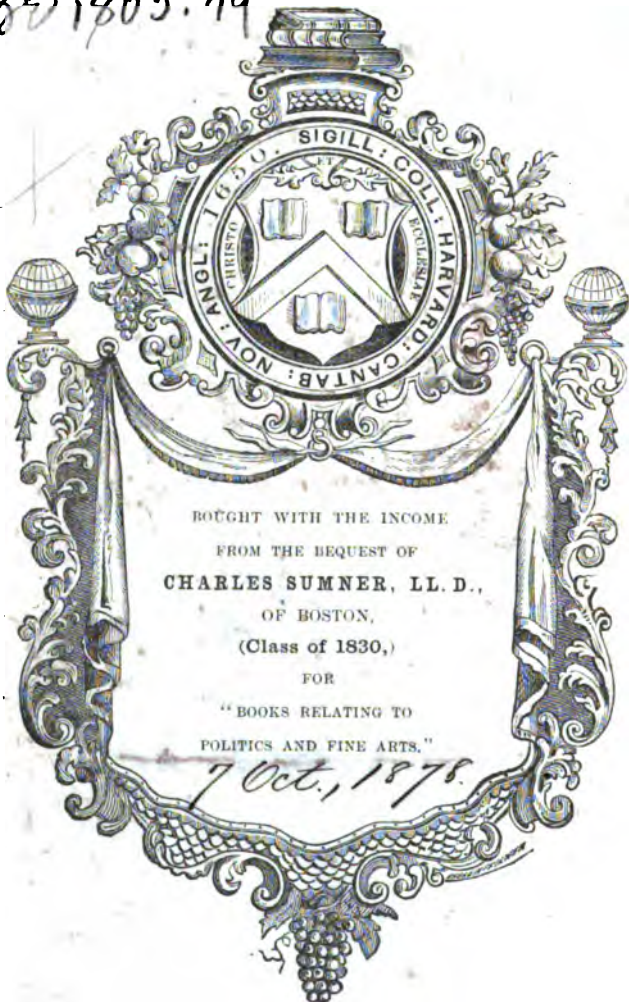 SIGILL: COLL: HARVARD: CANTAB: NOV: ANGL: 1650.
ET
CHRISTO
ECCLESIAE
BOUGHT WITH THE INCOME
FROM THE BEQUEST OF
CHARLES SUMNER, LL. D.,
OF BOSTON,
(Class of 1830,)
FOR
"BOOKS RELATING TO
POLITICS AND FINE ARTS."
7 Oct., 1878.